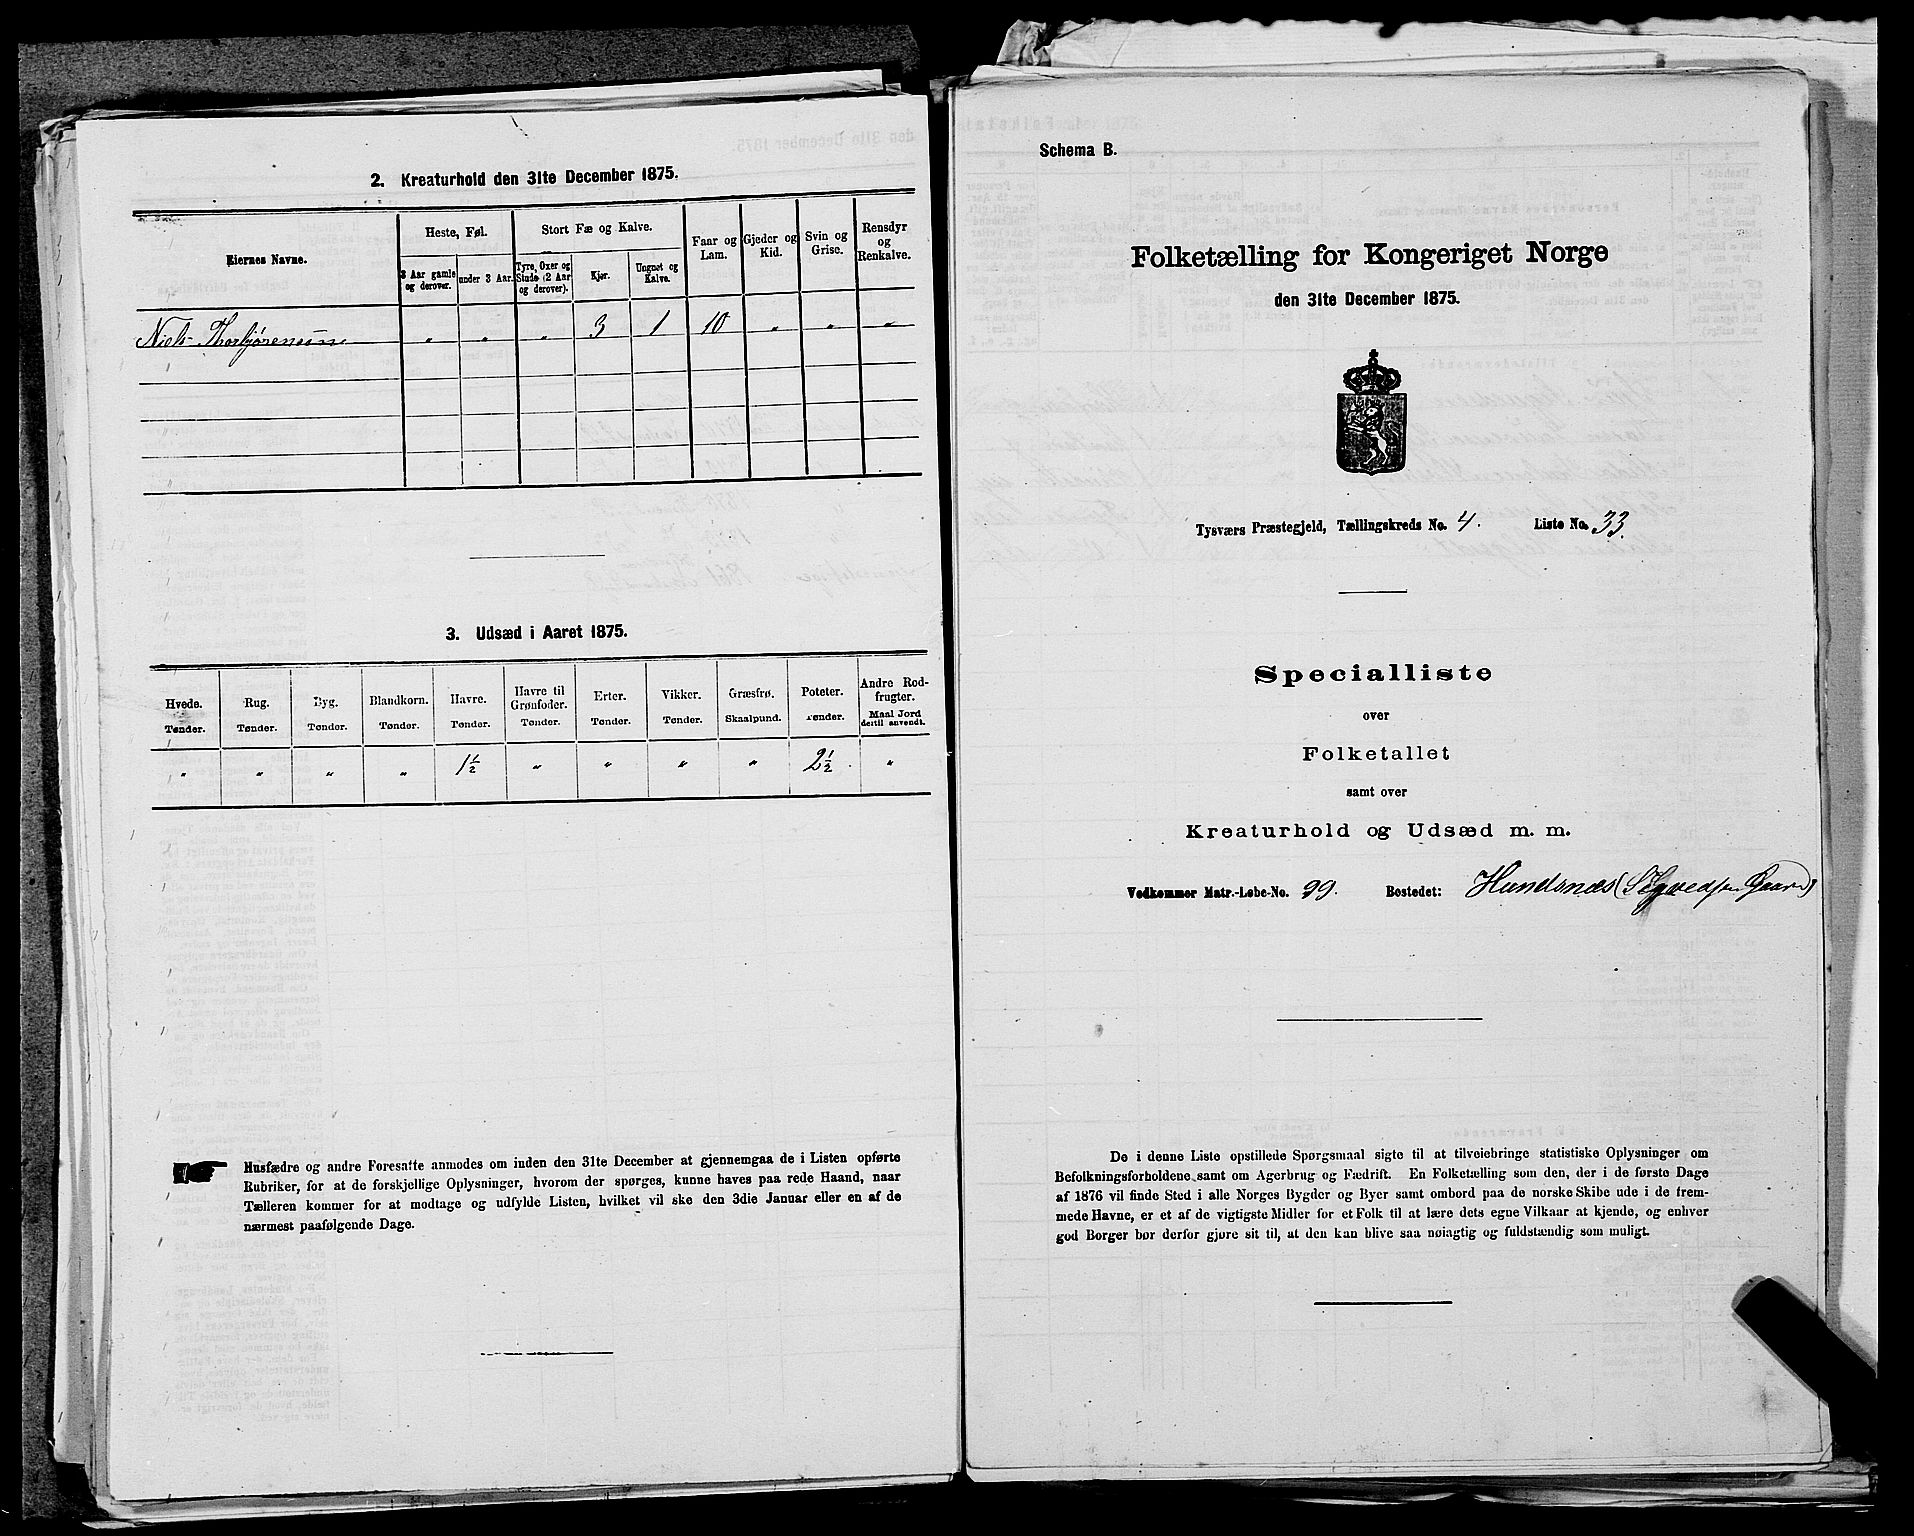 2. Kreaturhold den 31te December 1875.
Eiernes Navne.
Heste, Føl.
Stort Fæ og Kalve.
Faar og Lam.
Gjeder og Kid.
Svin og Grise.
Rensdyr og Renkalve.
3 Aar gamle og derover.
under 3 Aar.
Tyre, Oxer og Stude (2 Aar og derover).
Kjør.
Ungnøt og Kalve.
Niels Thorbjørensen " " " 3 1 10 " " "
3. Udsæd i Aaret 1875.
Hvede. Rug. Byg. Blandkorn. Havre. Havre til Grønfoder. Erter. Vikker. Græsfrø. Poteter. Andre Rodfrugter.
Tønder. Tønder. Tønder. Tønder. Tønder. Tønder. Tønder. Tønder. Skaalpund. Tønder. Maal Jord dertil anvendt.
" " " " 1½ " " " " 2½ "
Husfædre og andre Foresatte anmodes om inden den 31te December at gjennemgaa de i Listen opførte
Rubriker, for at de forskjellige Oplysninger, hvorom der spørges, kunne haves paa rede Haand, naar
Tælleren kommer for at modtage og udfylde Listen, hvilket vil ske den 3die Januar eller en af de
nærmest paafølgende Dage.
Schema B.
Folketælling for Kongeriget Norge
den 31te December 1875.
Tysværs Præstegjeld, Tællingskreds No. 4. Liste No. 33.
Specialliste
over
Folketallet
samt over
Kreaturhold og Udsæd m. m.
Vedkommer Matr.-Løbe-No. 99. Bostedet: Hundsnæs
De i denne Liste opstillede Spørgsmaal sigte til at tilveiebringe statistiske Oplysninger om
Befolkningsforholdene samt om Agerbrug og Fædrift. En Folketælling som den, der i de første Dage
af 1876 vil finde Sted i alle Norges Bygder og Byer samt ombord paa de norske Skibe ude i de frem-
mede Havne, er et af de vigtigste Midler for et Folk til at lære dets egne Vilkaar at kjende, og enhver
god Borger bør derfor gjøre sit til, at den kan blive saa nøiagtig og fuldstændig som muligt.